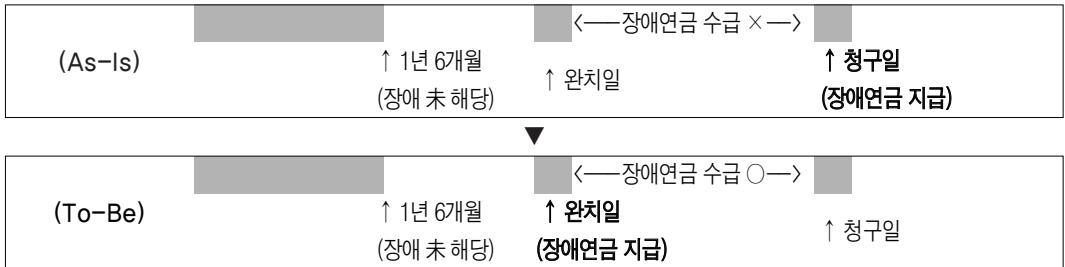 〈──장애연금 수급 ×─〉
(As-Is)
↑ 1년 6개월
(장애 未 해당)
↑ 완치일
↑ 청구일
(장애연금 지급)
▼
〈──장애연금 수급 ○─〉
(To-Be)
↑ 1년 6개월
(장애 未 해당)
↑ 완치일
(장애연금 지급)
↑ 청구일